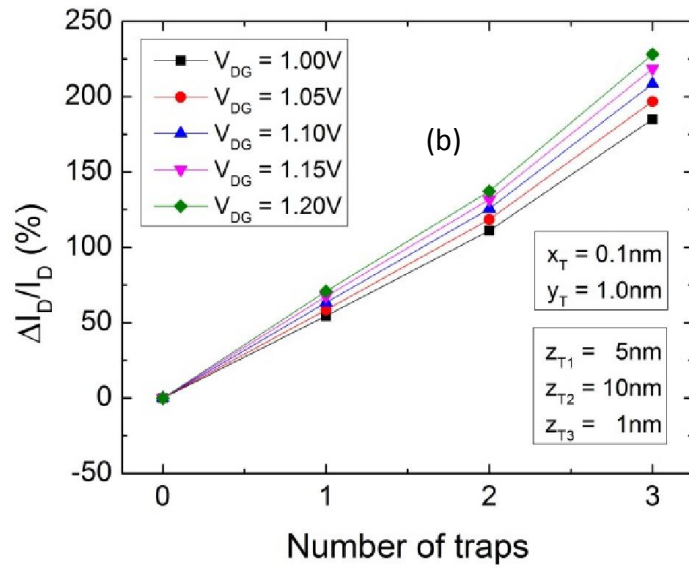 250
200
150
100
50
0
-50
ΔI_D/I_D (%)
V_DG = 1.00V
V_DG = 1.05V
V_DG = 1.10V
V_DG = 1.15V
V_DG = 1.20V
(b)
x_T = 0.1nm
y_T = 1.0nm
z_T1 = 5nm
z_T2 = 10nm
z_T3 = 1nm
0 1 2 3
Number of traps